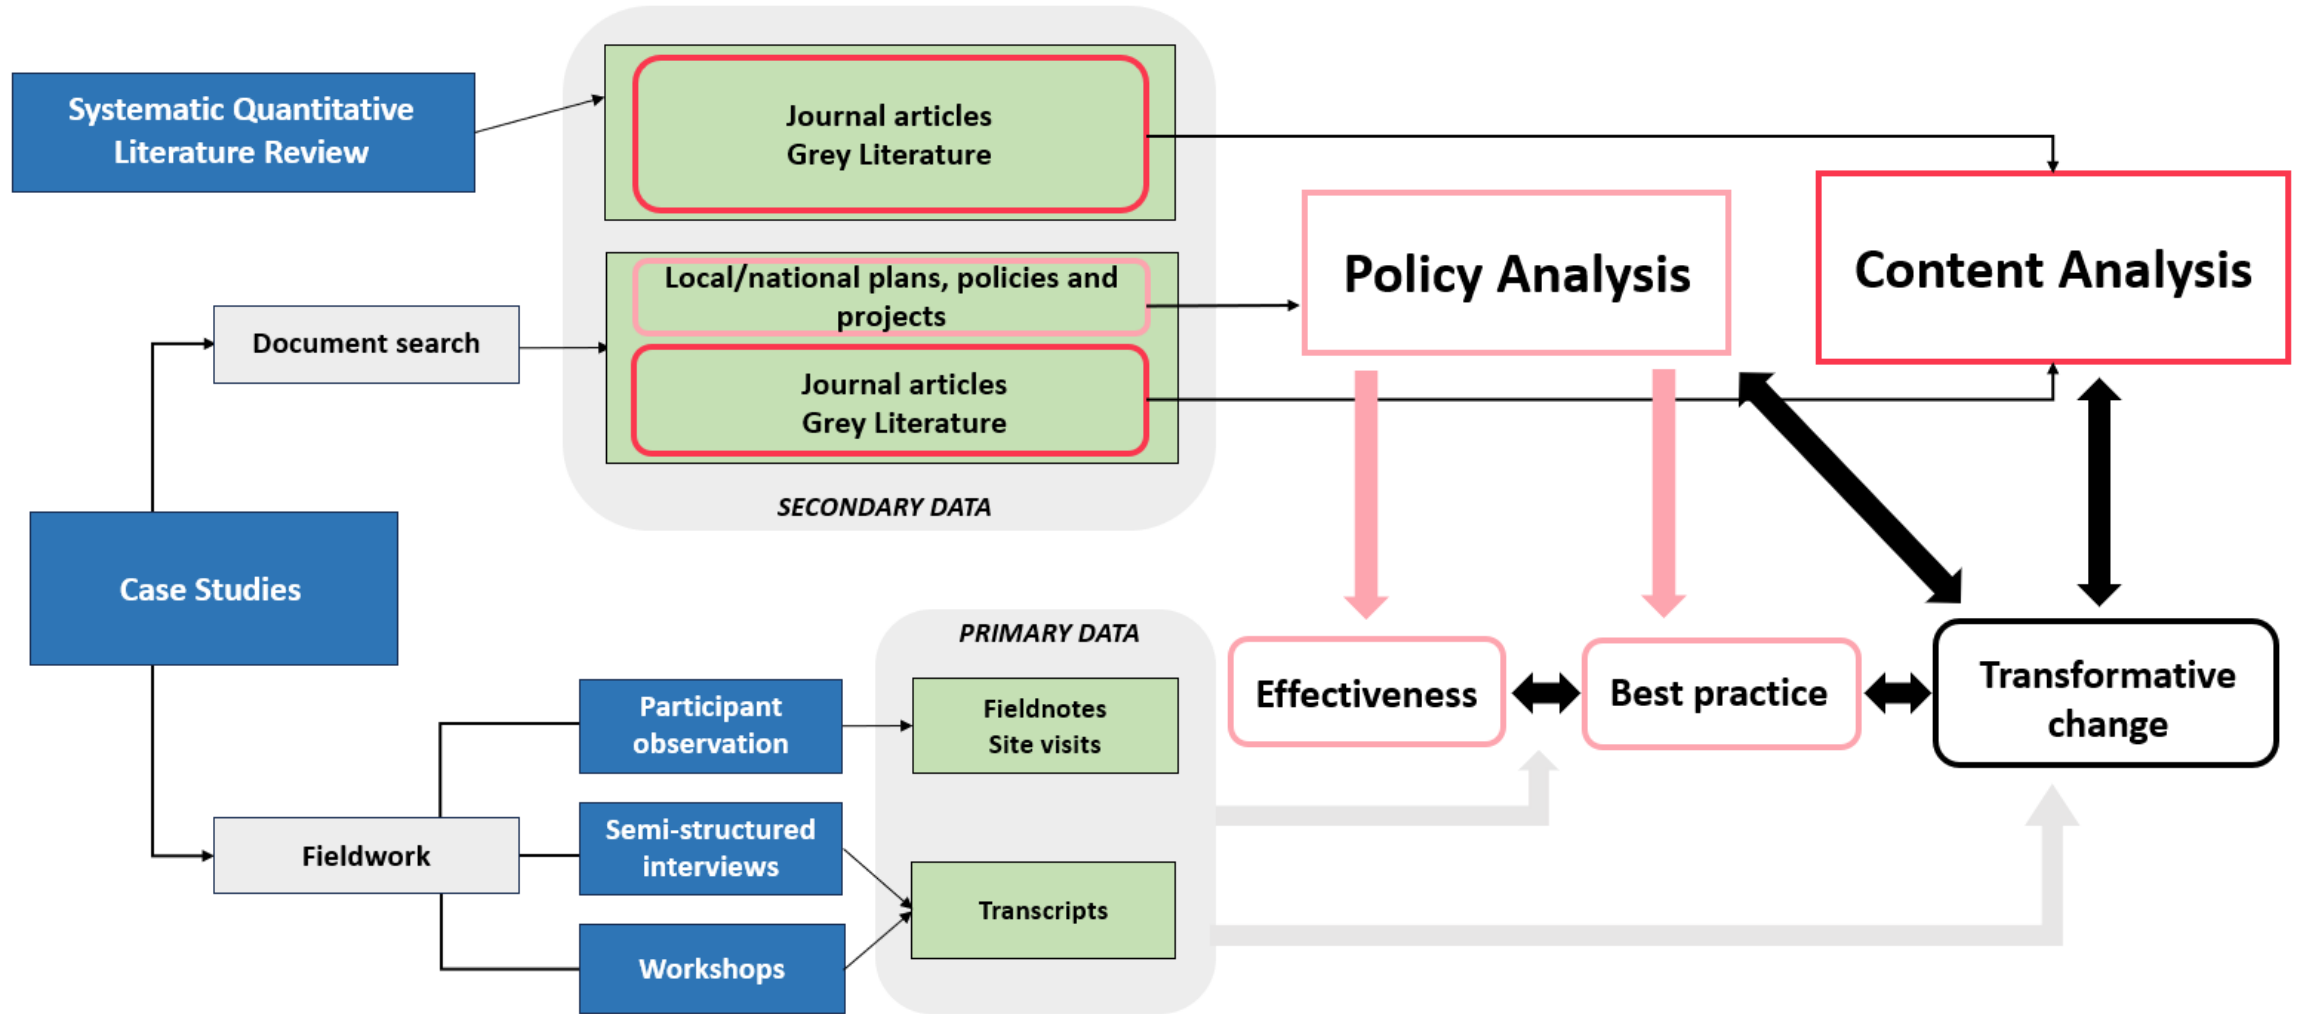 Systematic Quantitative
Literature Review
Journal articles
Grey Literature
Local/national plans, policies and
projects
Journal articles
Grey Literature
SECONDARY DATA
Policy Analysis
Content Analysis
Document search
Case Studies
Fieldwork
Participant
observation
Semi-structured
interviews
Workshops
PRIMARY DATA
Fieldnotes
Site visits
Transcripts
Effectiveness
Best practice
Transformative
change